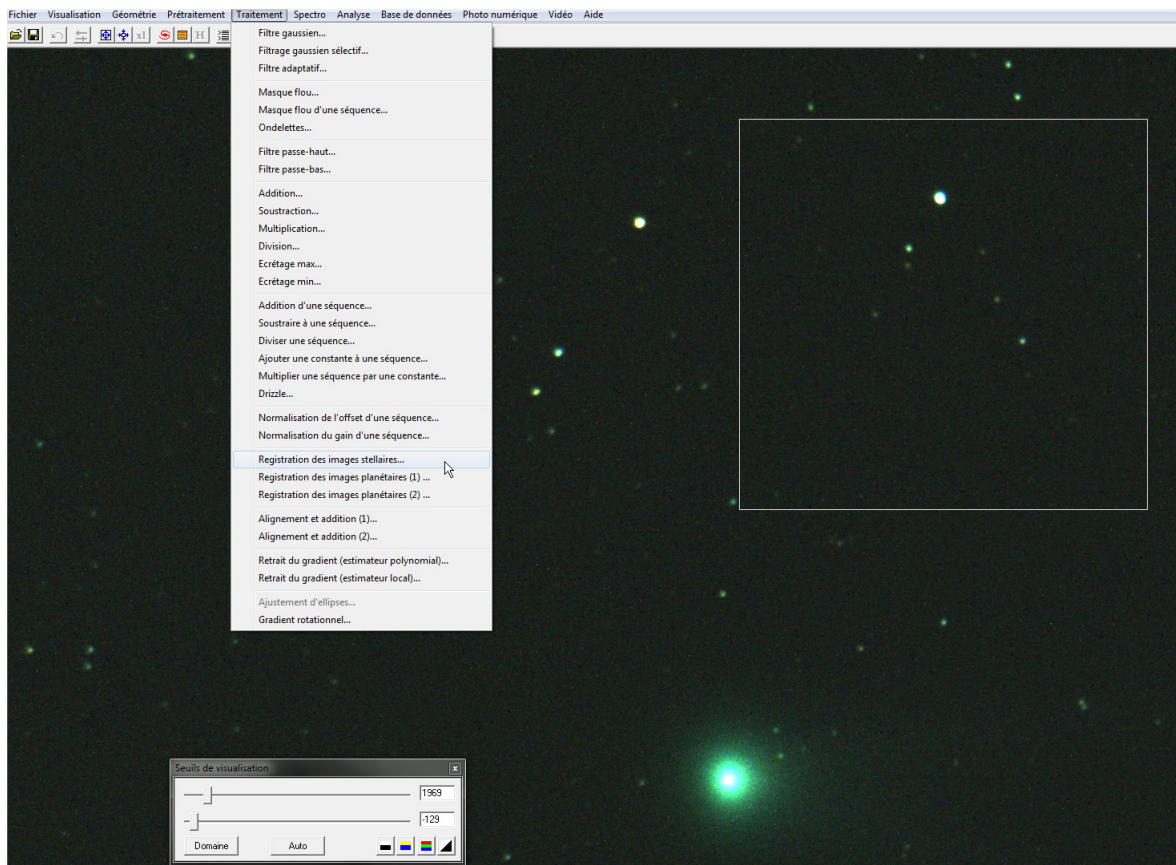 Fichier Visualisation Géométrie Prétraitement Traitement Spectro Analyse Base de données Photo numérique Vidéo Aide
x1 S H
Filtre gaussien...
Filtrage gaussien sélectif...
Filtre adaptatif...
Masque flou...
Masque flou d'une séquence...
Ondelettes...
Filtre passe-haut...
Filtre passe-bas...
Addition...
Soustraction...
Multiplication...
Division...
Ecrétage max...
Ecrétage min...
Addition d'une séquence...
Soustraire à une séquence...
Diviser une séquence...
Ajouter une constante à une séquence...
Multiplier une séquence par une constante...
Drizzle...
Normalisation de l'offset d'une séquence...
Normalisation du gain d'une séquence...
Registration des images stellaires...
Registration des images planétaires (1) ...
Registration des images planétaires (2) ...
Alignement et addition (1)...
Alignement et addition (2)...
Retrait du gradient (estimateur polynomial)...
Retrait du gradient (estimateur local)...
Ajustement d'ellipses...
Gradient rotationnel...
Seuils de visualisation
1969
-129
Domaine Auto